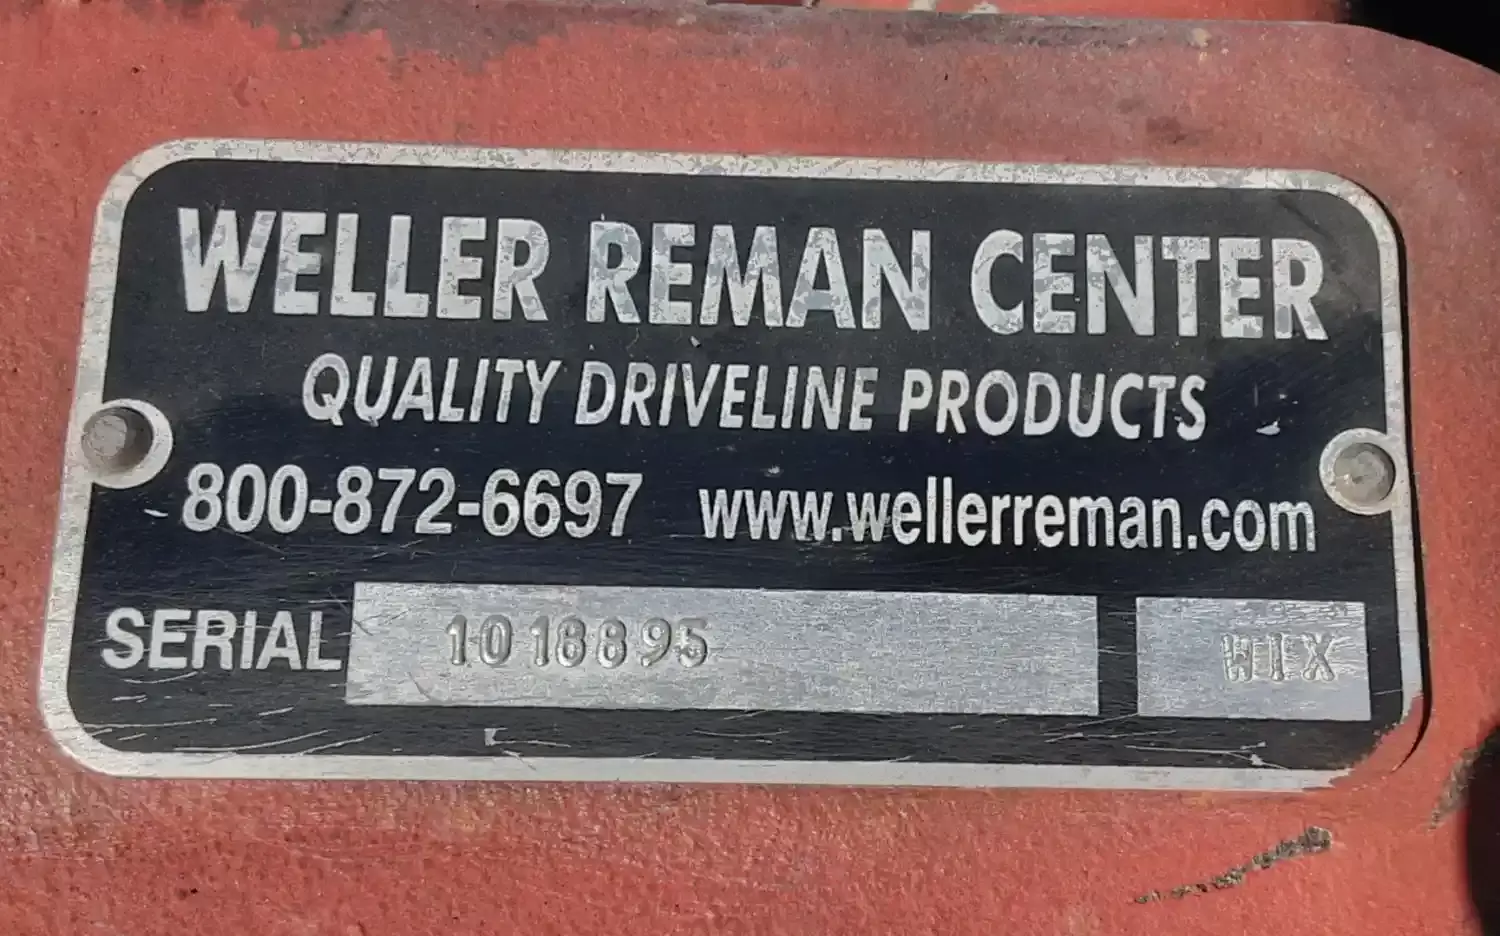 WELLER REMAN CENTER
QUALITY DRIVELINE PRODUCTS
800-872-6697 www.wellerreman.com
SERIAL 1018895 WIX